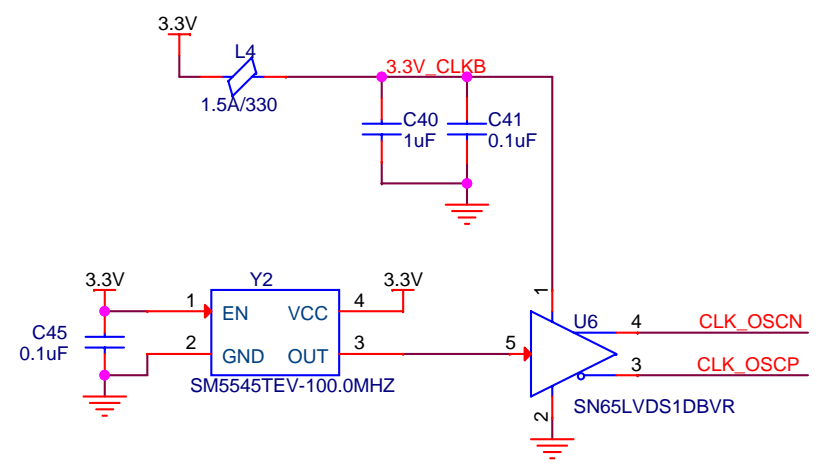 3.3V
L4
3.3V_CLKB
1.5A/330
C40
1uF
C41
0.1uF
3.3V
Y2
3.3V
1
EN
VCC
4
1
C45
0.1uF
2
GND
OUT
3
5
U6
4
CLK_OSCN
3
CLK_OSCP
SM5545TEV-100.0MHZ
2
SN65LVDS1DBVR